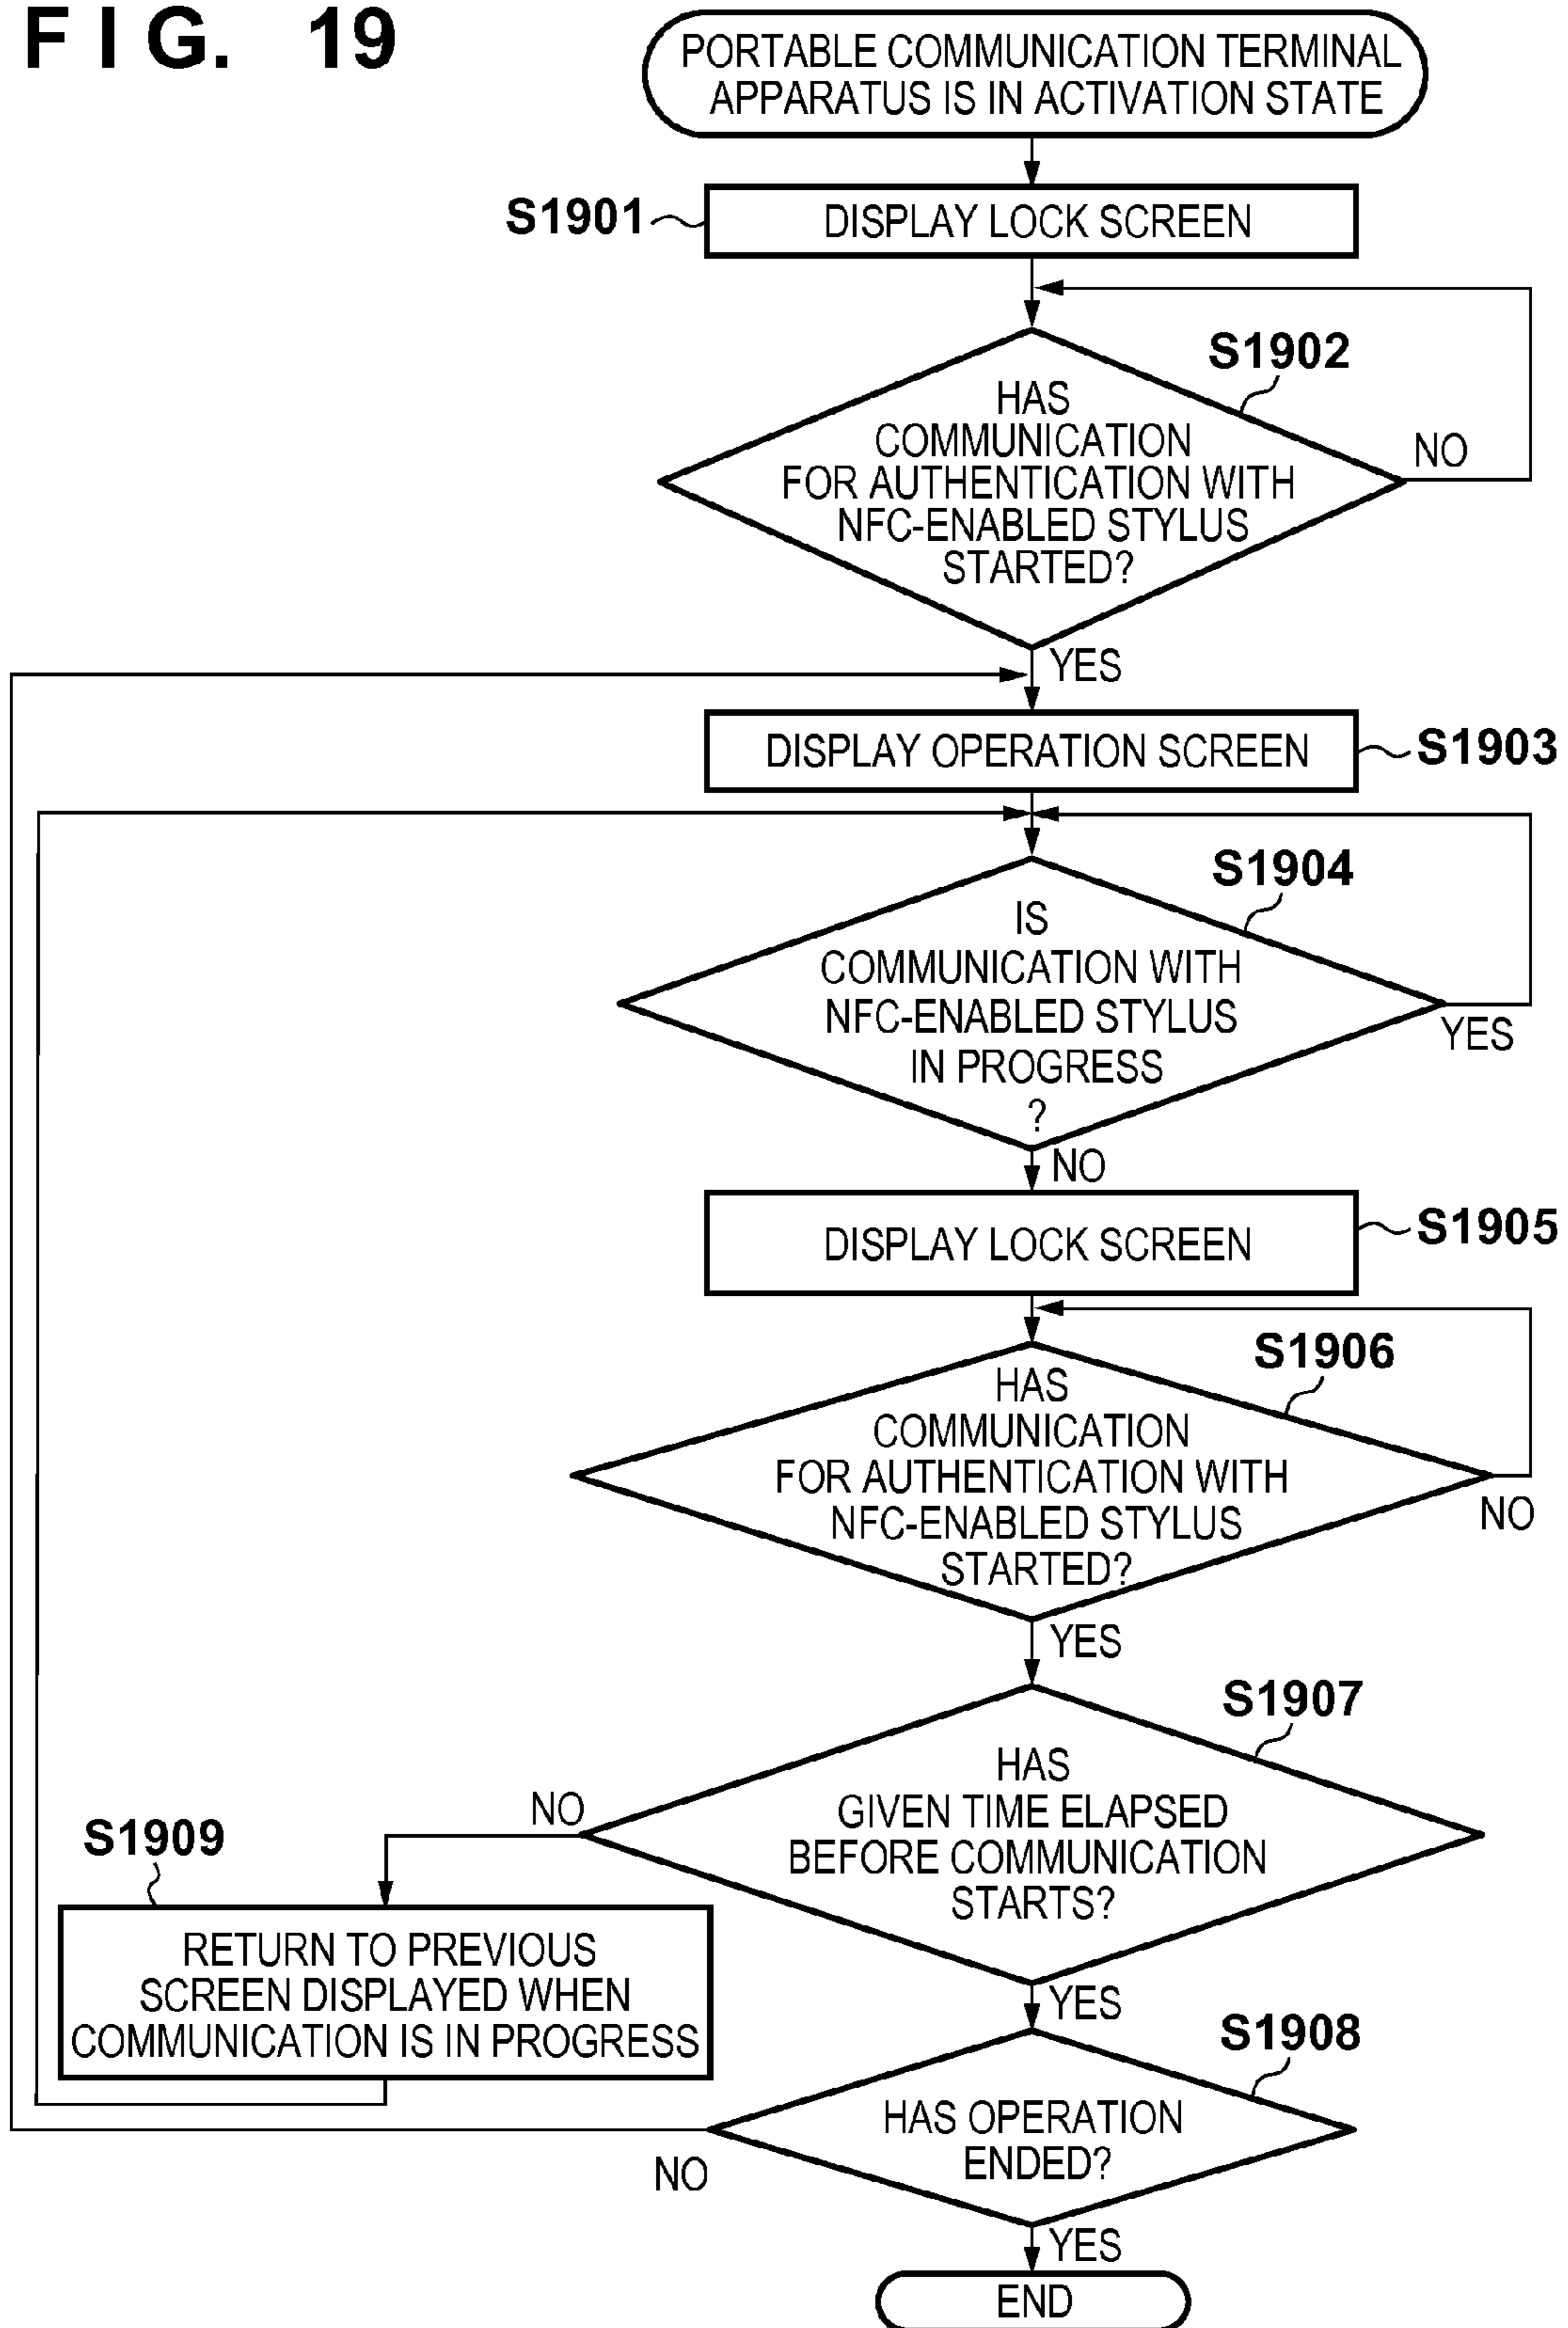 FIG. 19
PORTABLE COMMUNICATION TERMINAL
APPARATUS IS IN ACTIVATION STATE
S1901
DISPLAY LOCK SCREEN
S1902
HAS
COMMUNICATION
FOR AUTHENTICATION WITH
NFC-ENABLED STYLUS
STARTED?
NO
YES
DISPLAY OPERATION SCREEN
S1903
S1904
IS
COMMUNICATION WITH
NFC-ENABLED STYLUS
IN PROGRESS
?
YES
NO
DISPLAY LOCK SCREEN
S1905
S1906
HAS
COMMUNICATION
FOR AUTHENTICATION WITH
NFC-ENABLED STYLUS
STARTED?
NO
YES
S1907
HAS
GIVEN TIME ELAPSED
BEFORE COMMUNICATION
STARTS?
NO
S1909
RETURN TO PREVIOUS
SCREEN DISPLAYED WHEN
COMMUNICATION IS IN PROGRESS
YES
S1908
HAS OPERATION
ENDED?
NO
YES
END